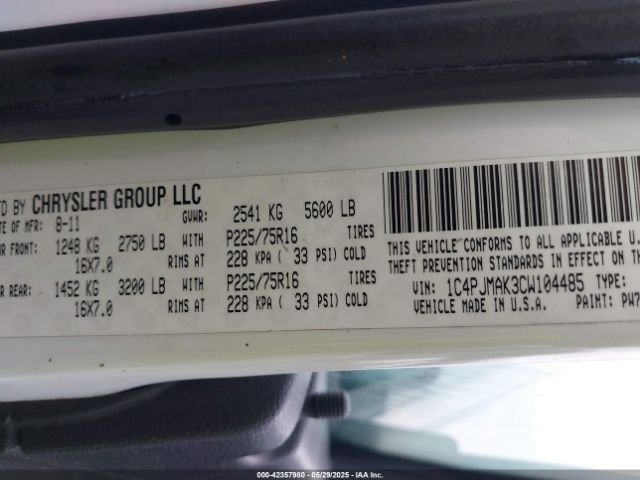 FD BY CHRYSLER GROUP LLC
TE OF MFR: 8-11 GVWR: 2541 KG 5600 LB
R FRONT: 1248 KG 2750 LB WITH P225/75R16 TIRES
16X7.0 RIMS AT 228 KPA ( 33 PSI) COLD
R REAR: 1452 KG 3200 LB WITH P225/75R16 TIRES
16X7.0 RIMS AT 228 KPA ( 33 PSI) COLD
THIS VEHICLE CONFORMS TO ALL APPLICABLE U.
THEFT PREVENTION STANDARDS IN EFFECT ON TH
VIN: 1C4PJMAK3CW104485 TYPE:
VEHICLE MADE IN U.S.A. PAINT: PW7
000-42357980 - 05/29/2025 - IAA Inc.